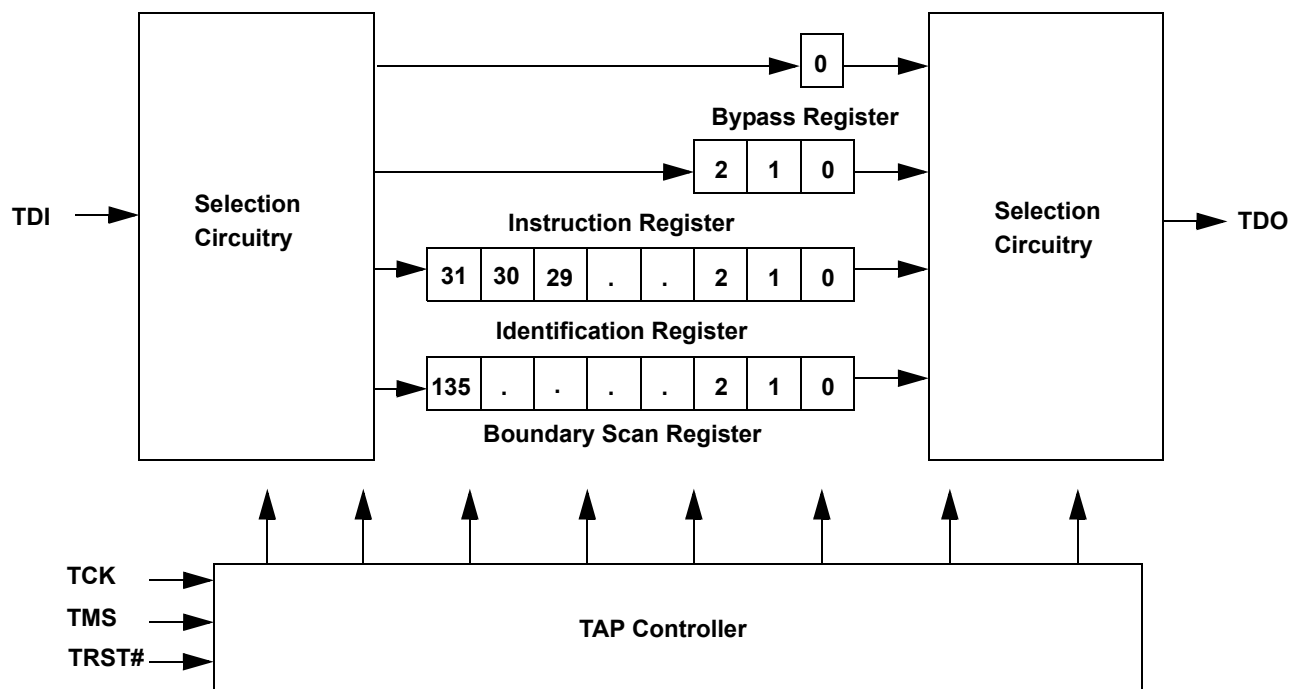 0
Bypass Register
2 1 0
TDI
Selection
Circuitry
Selection
Circuitry
TDO
Instruction Register
31 30 29 . . 2 1 0
Identification Register
135 . . . . 2 1 0
Boundary Scan Register
TCK
TMS
TRST#
TAP Controller